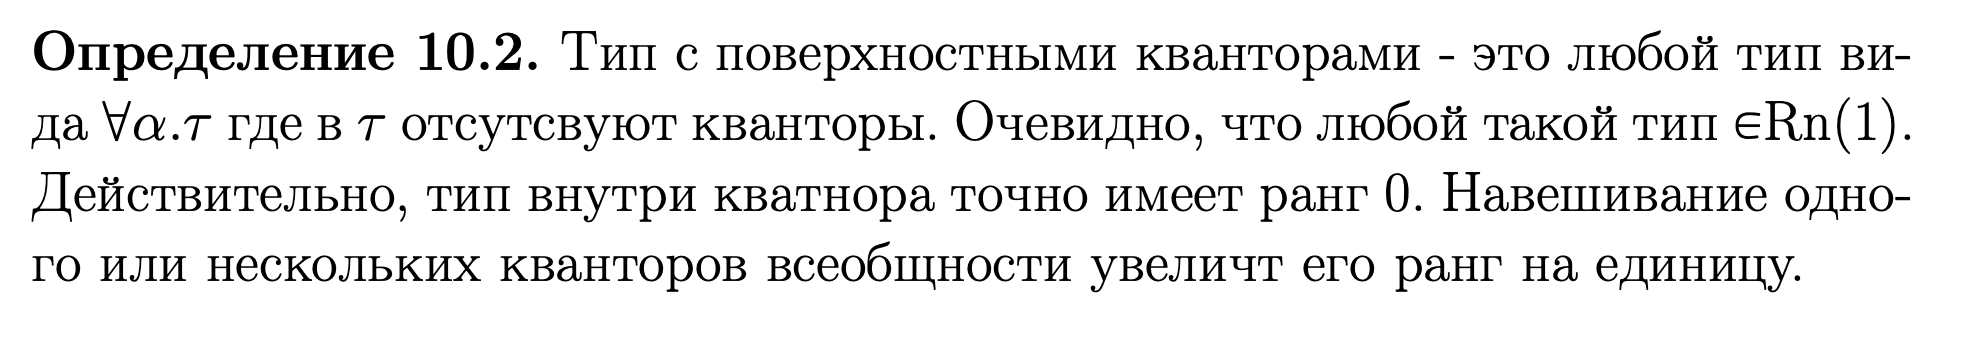 Определение 10.2. Тип с поверхностными кванторами - это любой тип ви-
да ∀α.τ где в τ отсутсвуют кванторы. Очевидно, что любой такой тип ∈Rn(1).
Действительно, тип внутри кватнора точно имеет ранг 0. Навешивание одно-
го или нескольких кванторов всеобщности увеличт его ранг на единицу.